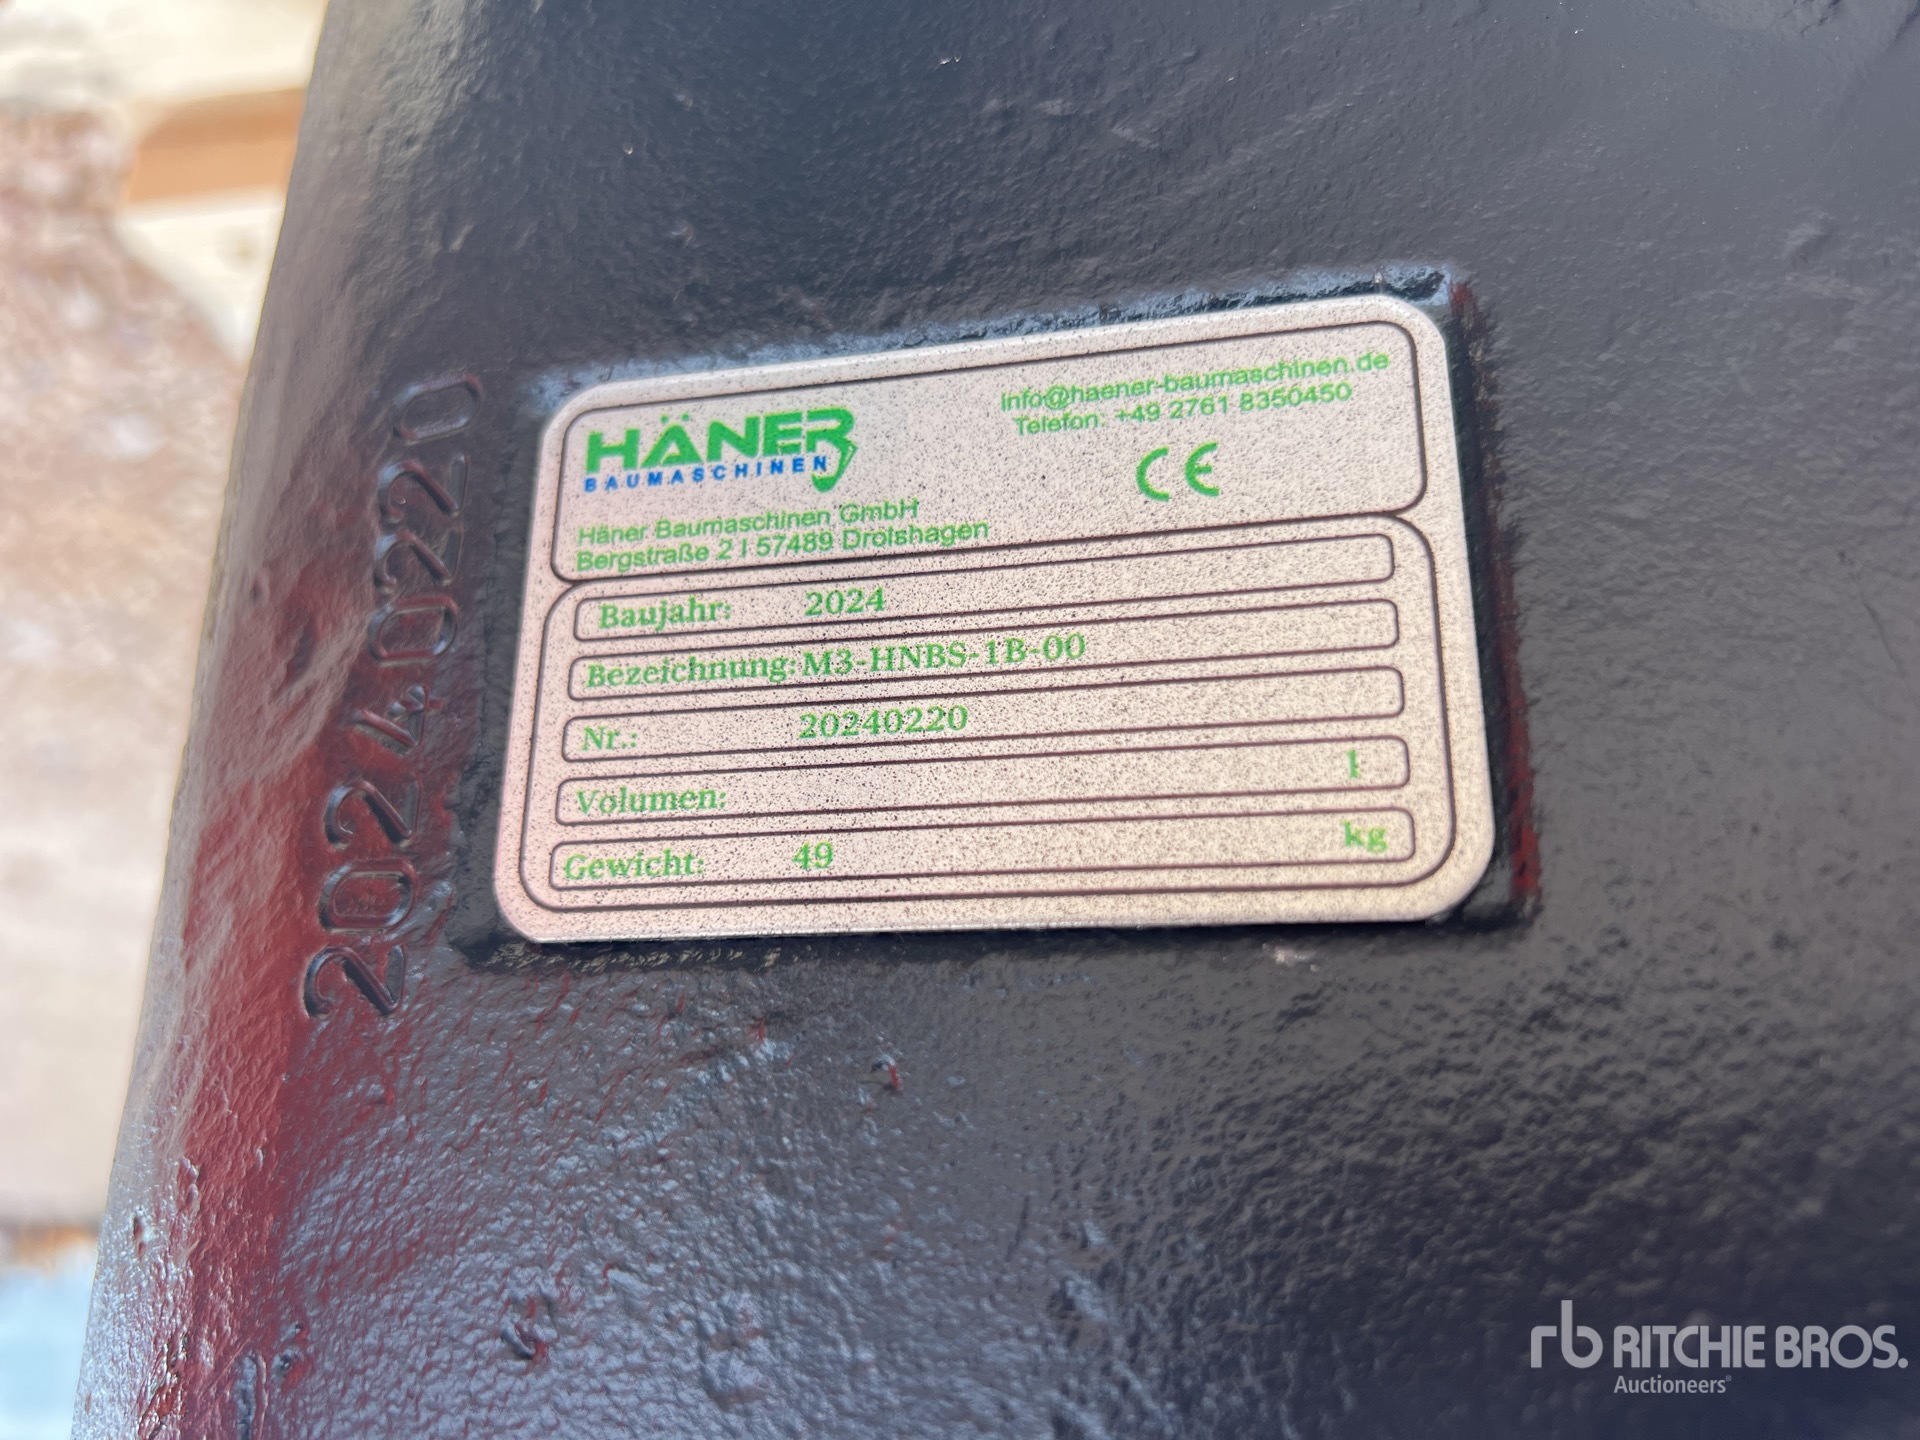 20240220
HÄNER
BAUMASCHINEN
info@haener-baumaschinen.de
Telefon: +49 2761 8350450
CE
Häner Baumaschinen GmbH
Bergstraße 2 | 57489 Drolshagen
Baujahr: 2024
Bezeichnung: M3-HNBS-1B-00
Nr.: 20240220
Volumen: l
Gewicht: 49 kg
rb RITCHIE BROS.
Auctioneers®